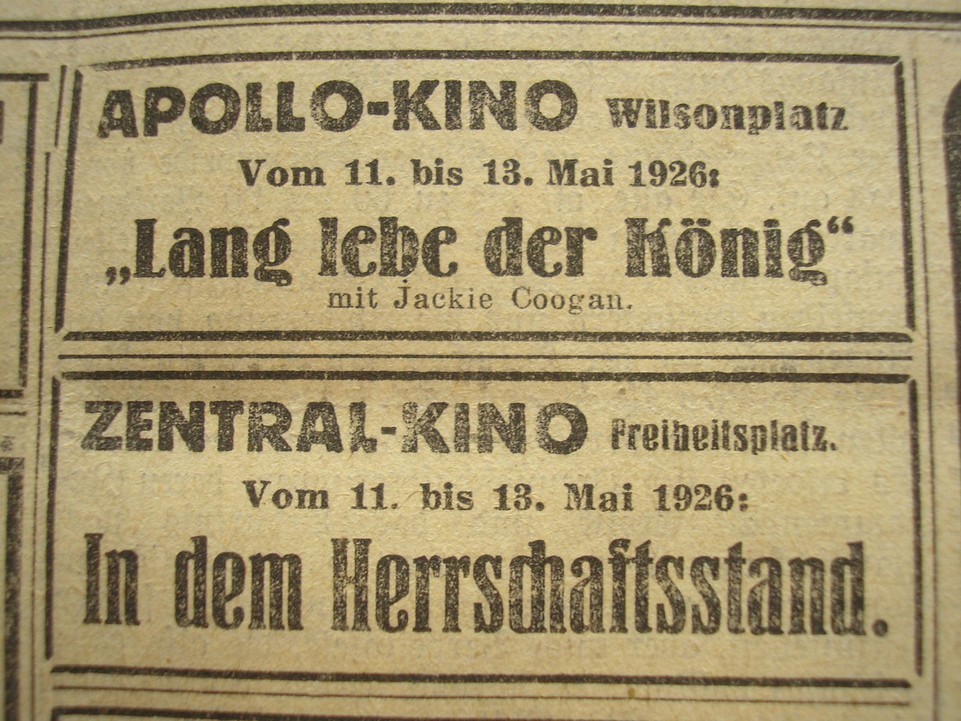 APOLLO-KINO Wilsonplatz
Vom 11. bis 13. Mai 1926:
„Lang lebe der König“
mit Jackie Coogan.
ZENTRAL-KINO Freiheitsplatz.
Vom 11. bis 13. Mai 1926:
In dem Herrschaftsstand.